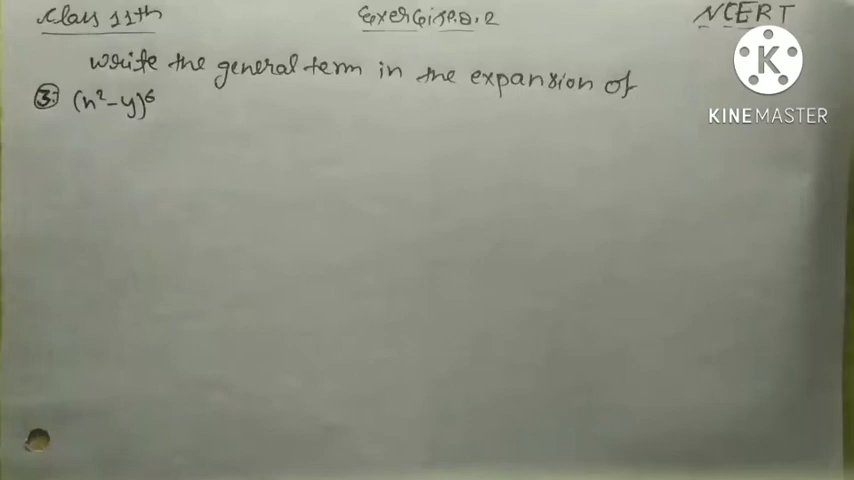 Class 11th Exercise 8.2 NCERT
write the general term in the expansion of
3. (x² - y)⁶
K
KINEMASTER